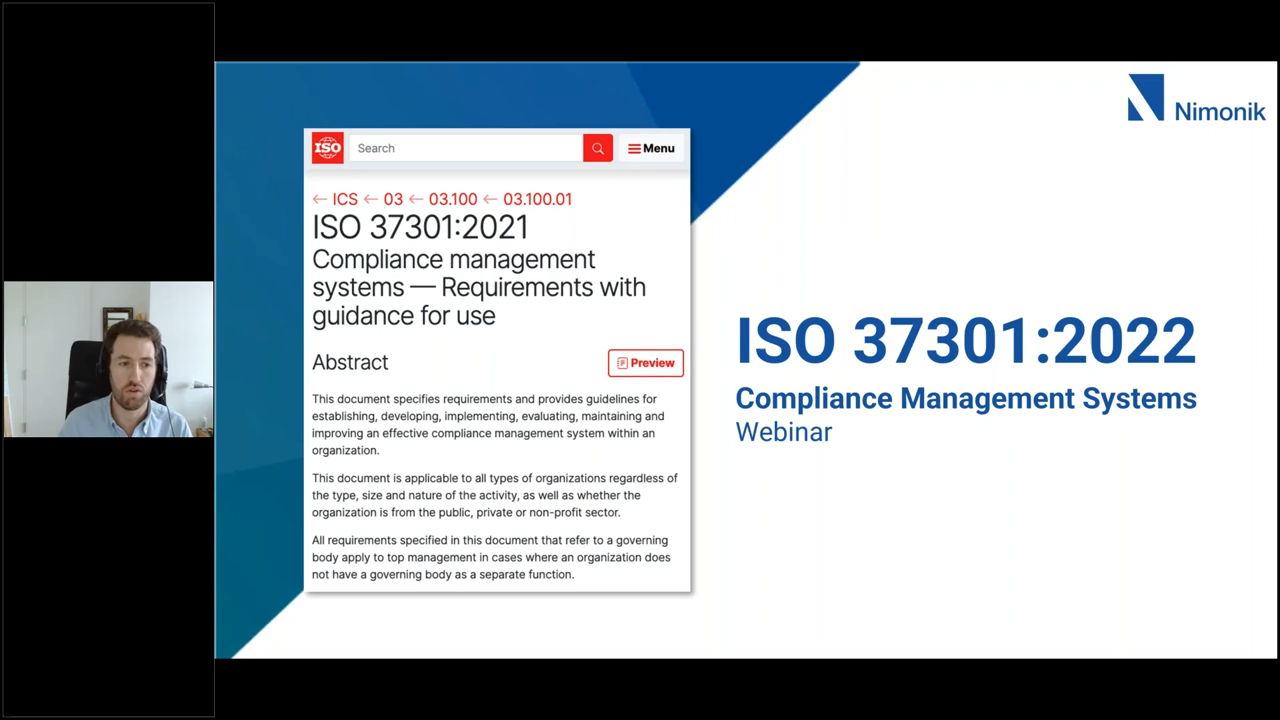 Nimonik
ISO
Search
Menu
← ICS ← 03 ← 03.100 ← 03.100.01
ISO 37301:2021
Compliance management
systems — Requirements with
guidance for use
Abstract
Preview
This document specifies requirements and provides guidelines for
establishing, developing, implementing, evaluating, maintaining and
improving an effective compliance management system within an
organization.
This document is applicable to all types of organizations regardless of
the type, size and nature of the activity, as well as whether the
organization is from the public, private or non-profit sector.
All requirements specified in this document that refer to a governing
body apply to top management in cases where an organization does
not have a governing body as a separate function.
ISO 37301:2022
Compliance Management Systems
Webinar